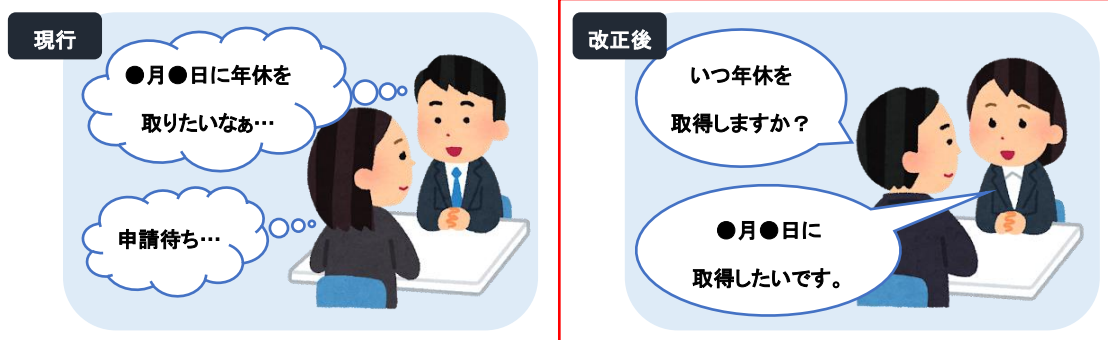 現行
●月●日に年休を
取りたいなぁ…
申請待ち…
改正後
いつ年休を
取得しますか？
●月●日に
取得したいです。